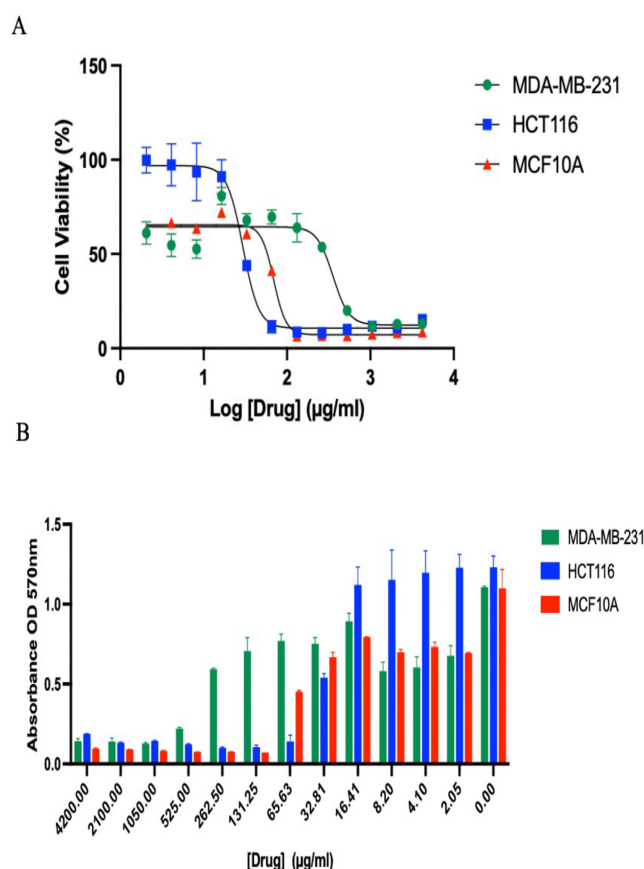 A
150
100
50
0
Cell Viability (%)
0
1
2
3
4
Log [Drug] (µg/ml)
MDA-MB-231
HCT116
MCF10A
B
1.5
1.0
0.5
0.0
Absorbance OD 570nm
4200.00
2100.00
1050.00
525.00
262.50
131.25
65.63
32.81
16.41
8.20
4.10
2.05
0.00
[Drug] (µg/ml)
MDA-MB-231
HCT116
MCF10A